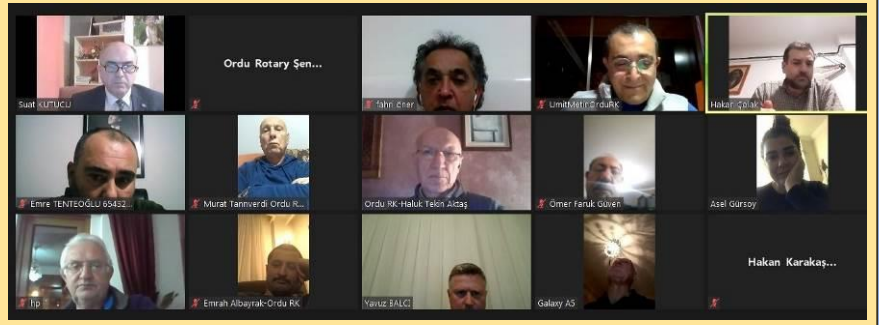 Suat KUTUCU
Ordu Rotary Şen...
fahri öner
UmitMetinOrduRK
Hakan Çolak
Emre TENTEOĞLU 65432...
Murat Tanrıverdi Ordu R...
Ordu RK-Haluk Tekin Aktaş
Ömer Faruk Güven
Asel Gürsoy
hp
Emrah Albayrak-Ordu RK
Yavuz BALCI
Galaxy A5
Hakan Karakaş...